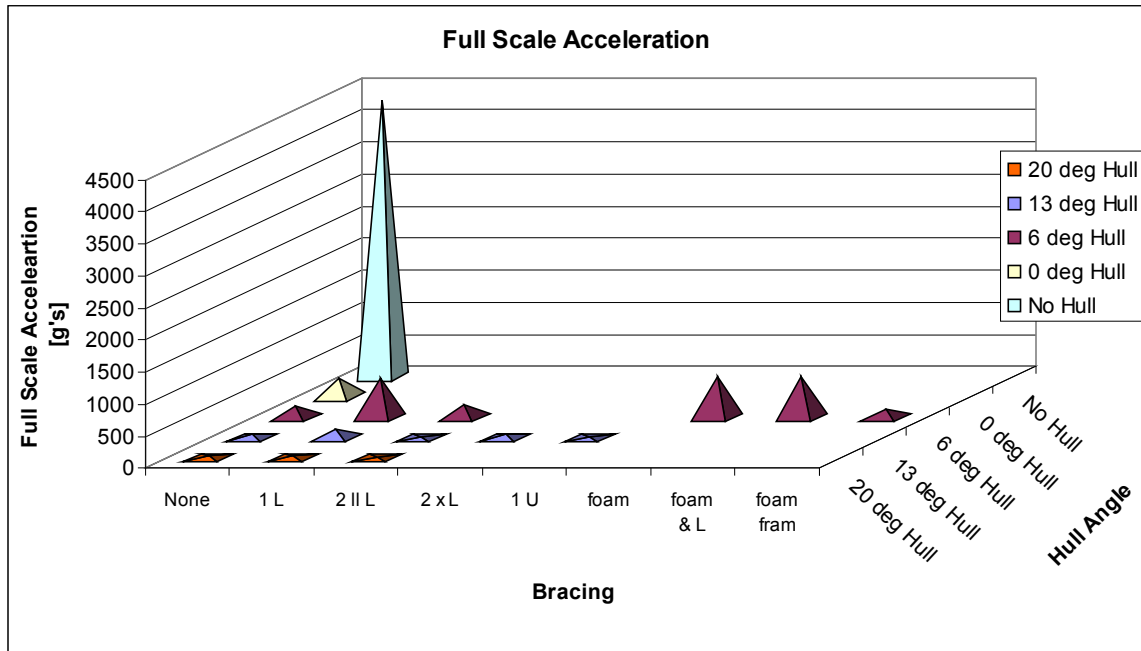 Full Scale Acceleration
Full Scale Acceleartion
[g's]
4500
4000
3500
3000
2500
2000
1500
1000
500
0
None
1 L
2 II L
2 x L
1 U
foam
foam
& L
foam
fram
Bracing
20 deg Hull
13 deg Hull
6 deg Hull
0 deg Hull
No Hull
Hull Angle
20 deg Hull
13 deg Hull
6 deg Hull
0 deg Hull
No Hull